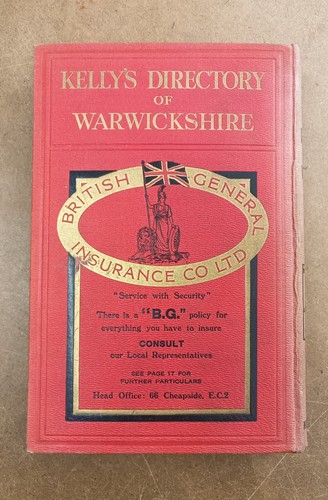 KELLY'S DIRECTORY
OF
WARWICKSHIRE
BRITISH GENERAL
INSURANCE CO LTD
"Service with Security"
There is a "B.G." policy for
everything you have to insure
CONSULT
our Local Representatives
SEE PAGE 17 FOR
FURTHER PARTICULARS
Head Office: 66 Cheapside, E.C.2